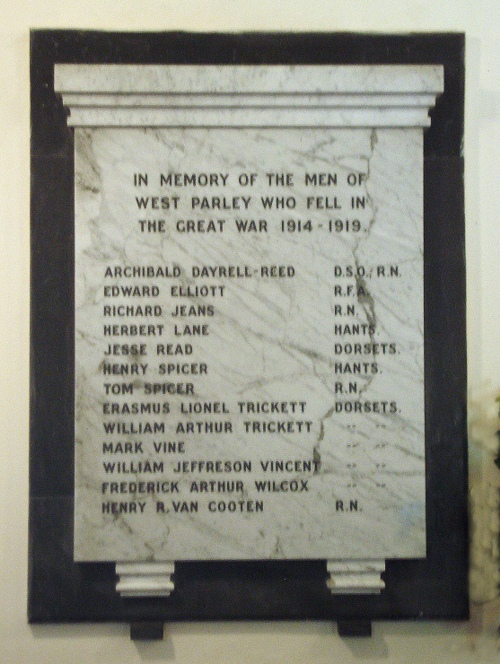 IN MEMORY OF THE MEN OF
WEST PARLEY WHO FELL IN
THE GREAT WAR 1914-1919.
ARCHIBALD DAYRELL-REED D.S.O., R.N.
EDWARD ELLIOTT R.F.A.
RICHARD JEANS R.N.
HERBERT LANE HANTS.
JESSE READ DORSETS.
HENRY SPICER HANTS.
TOM SPICER R.N.
ERASMUS LIONEL TRICKETT DORSETS.
WILLIAM ARTHUR TRICKETT " "
MARK VINE " "
WILLIAM JEFFRESON VINCENT " "
FREDERICK ARTHUR WILCOX " "
HENRY R. VAN COOTEN R.N.